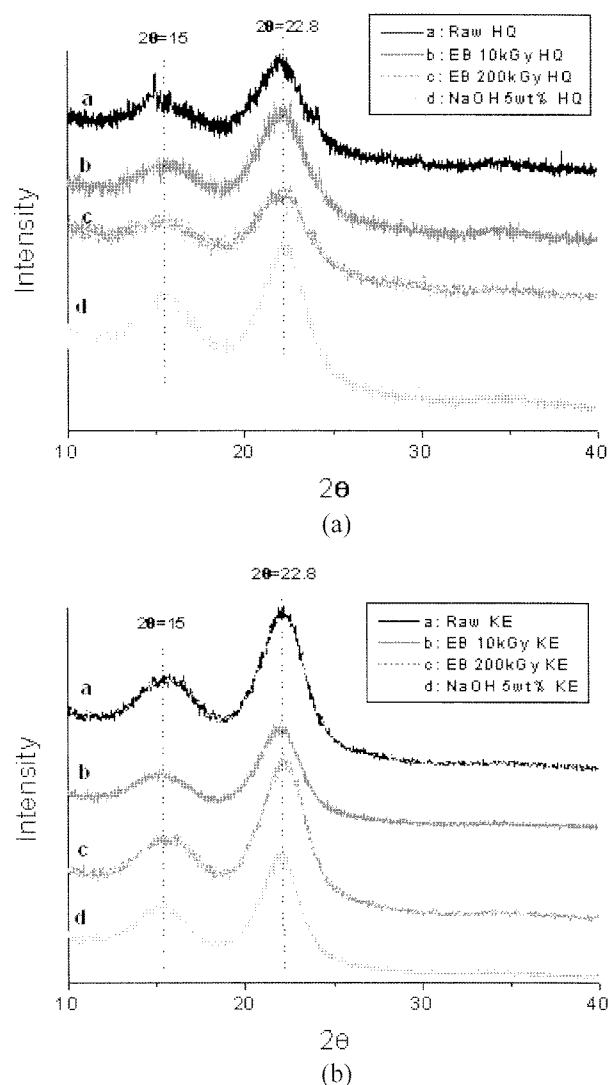 2θ=15
2θ=22.8
a: Raw HQ
b: EB 10kGy HQ
c: EB 200kGy HQ
d: NaOH 5wt% HQ
a
b
c
d
Intensity
10
20
30
40
2θ
(a)
2θ=15
2θ=22.8
a: Raw KE
b: EB 10kGy KE
c: EB 200kGy KE
d: NaOH 5wt% KE
a
b
c
d
Intensity
10
20
30
40
2θ
(b)